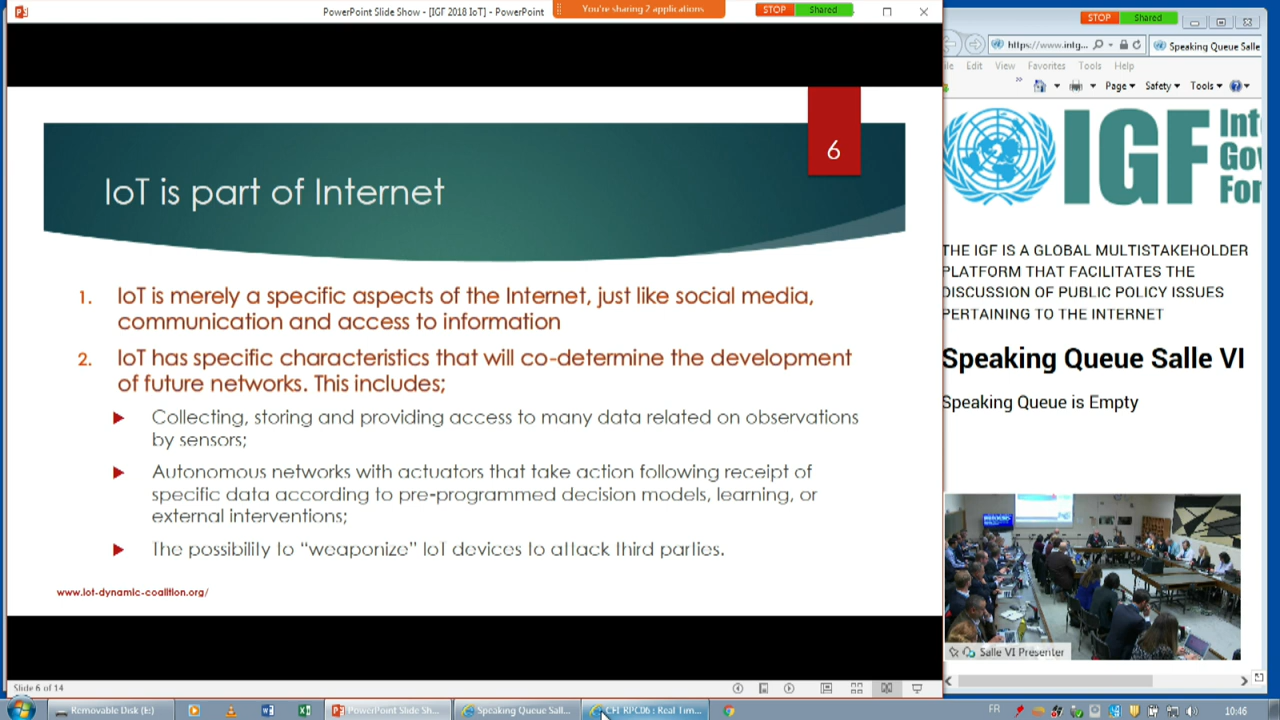 PowerPoint Slide Show - [IGF 2018 IoT] - PowerPoint
You're sharing 2 applications
STOP Shared
6
IoT is part of Internet
1. IoT is merely a specific aspects of the Internet, just like social media,
communication and access to information
2. IoT has specific characteristics that will co-determine the development
of future networks. This includes;
Collecting, storing and providing access to many data related on observations
by sensors;
Autonomous networks with actuators that take action following receipt of
specific data according to pre-programmed decision models, learning, or
external interventions;
The possibility to "weaponize" IoT devices to attack third parties.
www.iot-dynamic-coalition.org/
Slide 6 of 14
STOP Shared
https://www.intg...
Speaking Queue Salle
Edit View Favorites Tools Help
Page Safety Tools
IGF
THE IGF IS A GLOBAL MULTISTAKEHOLDER
PLATFORM THAT FACILITATES THE
DISCUSSION OF PUBLIC POLICY ISSUES
PERTAINING TO THE INTERNET
Speaking Queue Salle VI
Speaking Queue is Empty
Salle VI Presenter
Removable Disk (E:)
PowerPoint Slide Sh...
Speaking Queue Sall...
CFI RPC06 : Real Tim...
FR
10:46